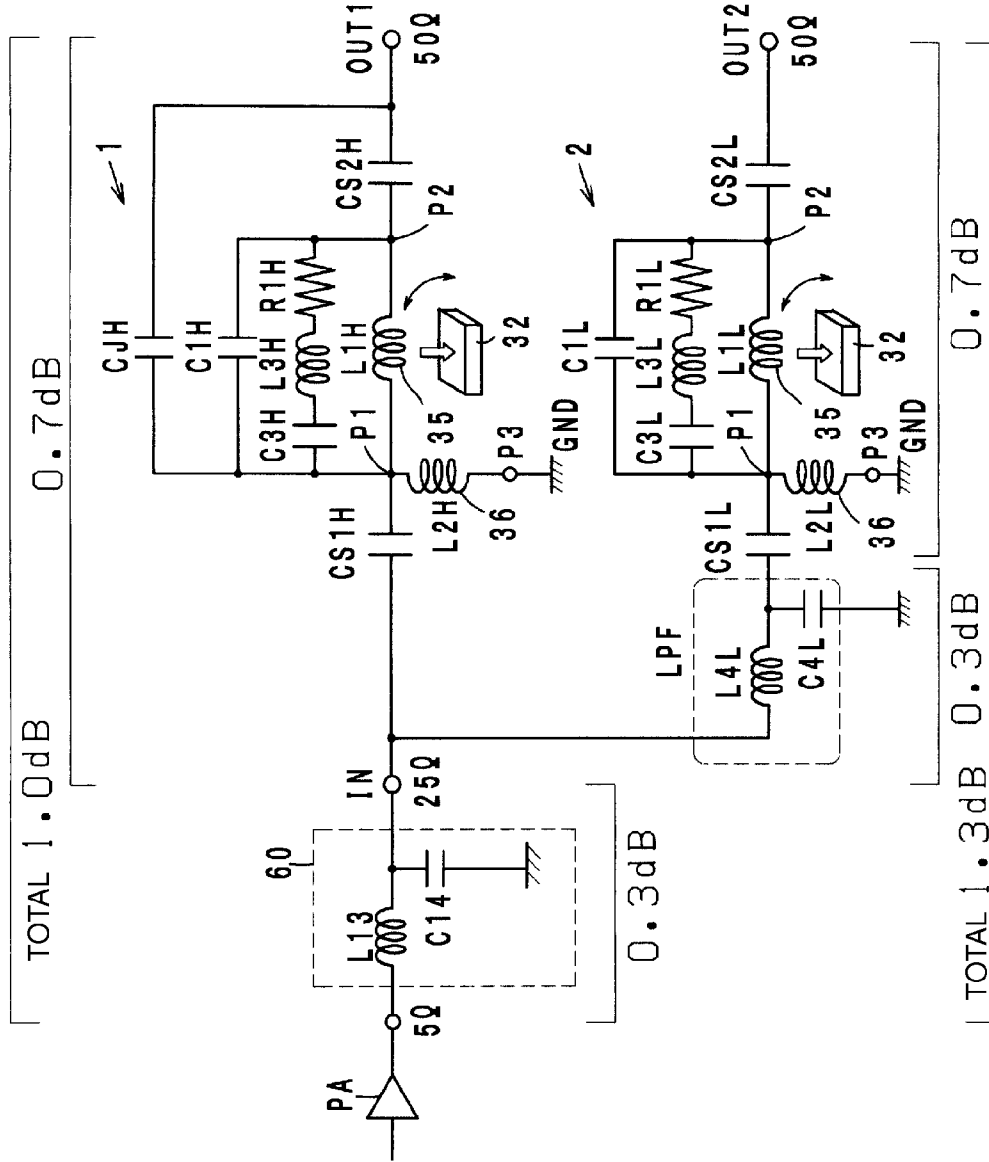 TOTAL 1.0dB
0.7dB
1
CJH
C1H
C3H L3H R1H
P1
L1H
35
32
CS2H
P2
OUT1
50Ω
CS1H
L2H
36
P3
GND
PA
5Ω
60
L13
C14
IN
25Ω
0.3dB
2
C1L
C3L L3L R1L
P1
L1L
35
32
CS2L
P2
OUT2
50Ω
LPF
L4L
C4L
CS1L
L2L
36
P3
GND
0.3dB
0.7dB
TOTAL 1.3dB